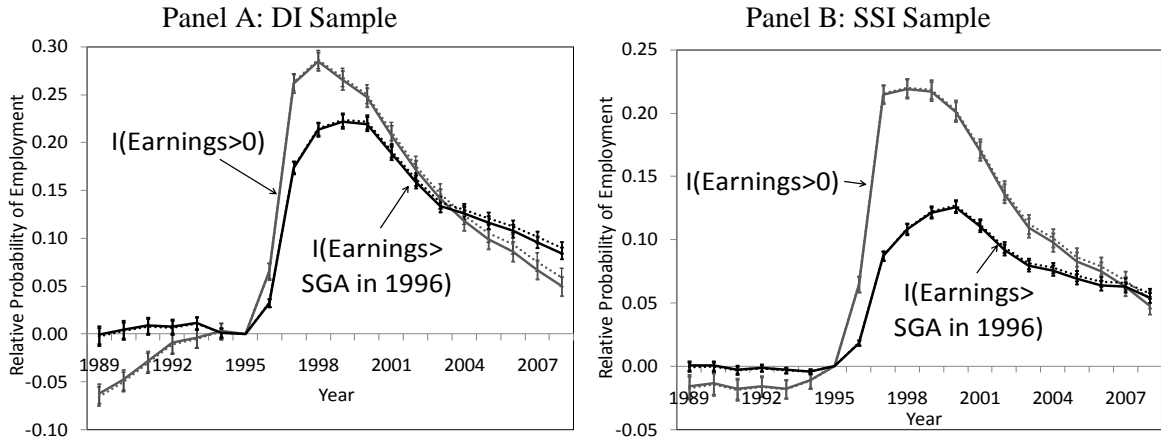 Panel A: DI Sample
Relative Probability of Employment
0.30
0.25
0.20
0.15
0.10
0.05
0.00
-0.05
-0.10
I(Earnings>0)
I(Earnings>
SGA in 1996)
1989 1992 1995 1998 2001 2004 2007
Year
Panel B: SSI Sample
Relative Probability of Employment
0.25
0.20
0.15
0.10
0.05
0.00
-0.05
I(Earnings>0)
I(Earnings>
SGA in 1996)
1989 1992 1995 1998 2001 2004 2007
Year